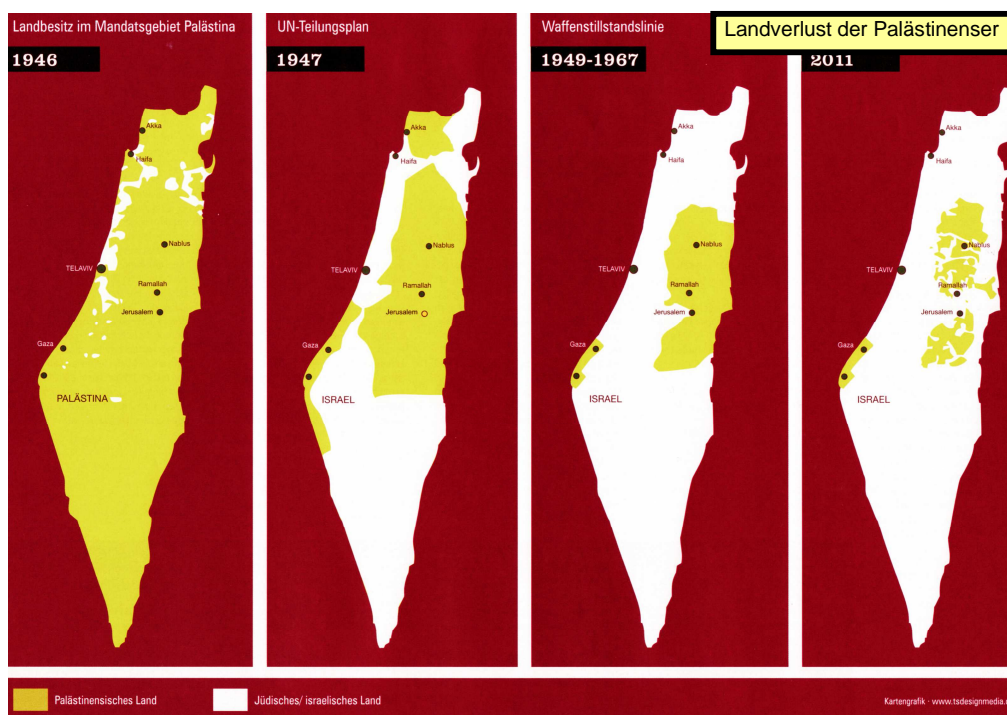 Landbesitz im Mandatsgebiet Palästina
1946
Akka
Haifa
Nablus
TELAVIV
Ramallah
Jerusalem
Gaza
PALÄSTINA
UN-Teilungsplan
1947
Akka
Haifa
Nablus
TELAVIV
Ramallah
Jerusalem
Gaza
ISRAEL
Waffenstillstandslinie
1949-1967
Akka
Haifa
Nablus
TELAVIV
Ramallah
Jerusalem
Gaza
ISRAEL
Landverlust der Palästinenser
2011
Akka
Haifa
Nablus
TELAVIV
Ramallah
Jerusalem
Gaza
ISRAEL
Palästinensisches Land
Jüdisches/ israelisches Land
Kartengrafik · www.tsdesignmedia.